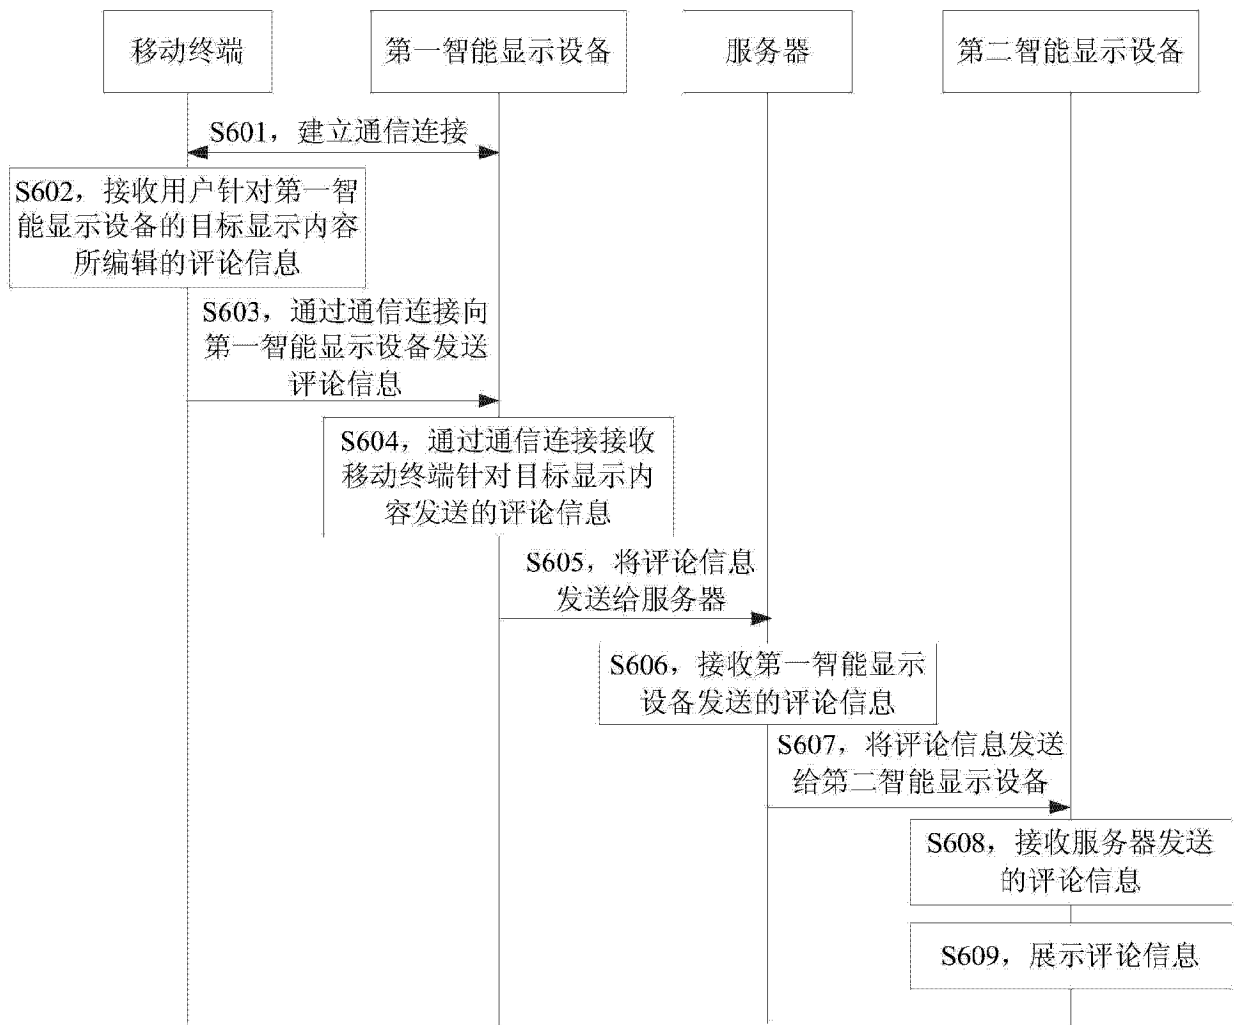 移动终端
第一智能显示设备
服务器
第二智能显示设备
S601，建立通信连接
S602，接收用户针对第一智
能显示设备的目标显示内容
所编辑的评论信息
S603，通过通信连接向
第一智能显示设备发送
评论信息
S604，通过通信连接接收
移动终端针对目标显示内
容发送的评论信息
S605，将评论信息
发送给服务器
S606，接收第一智能显示
设备发送的评论信息
S607，将评论信息发送
给第二智能显示设备
S608，接收服务器发送
的评论信息
S609，展示评论信息